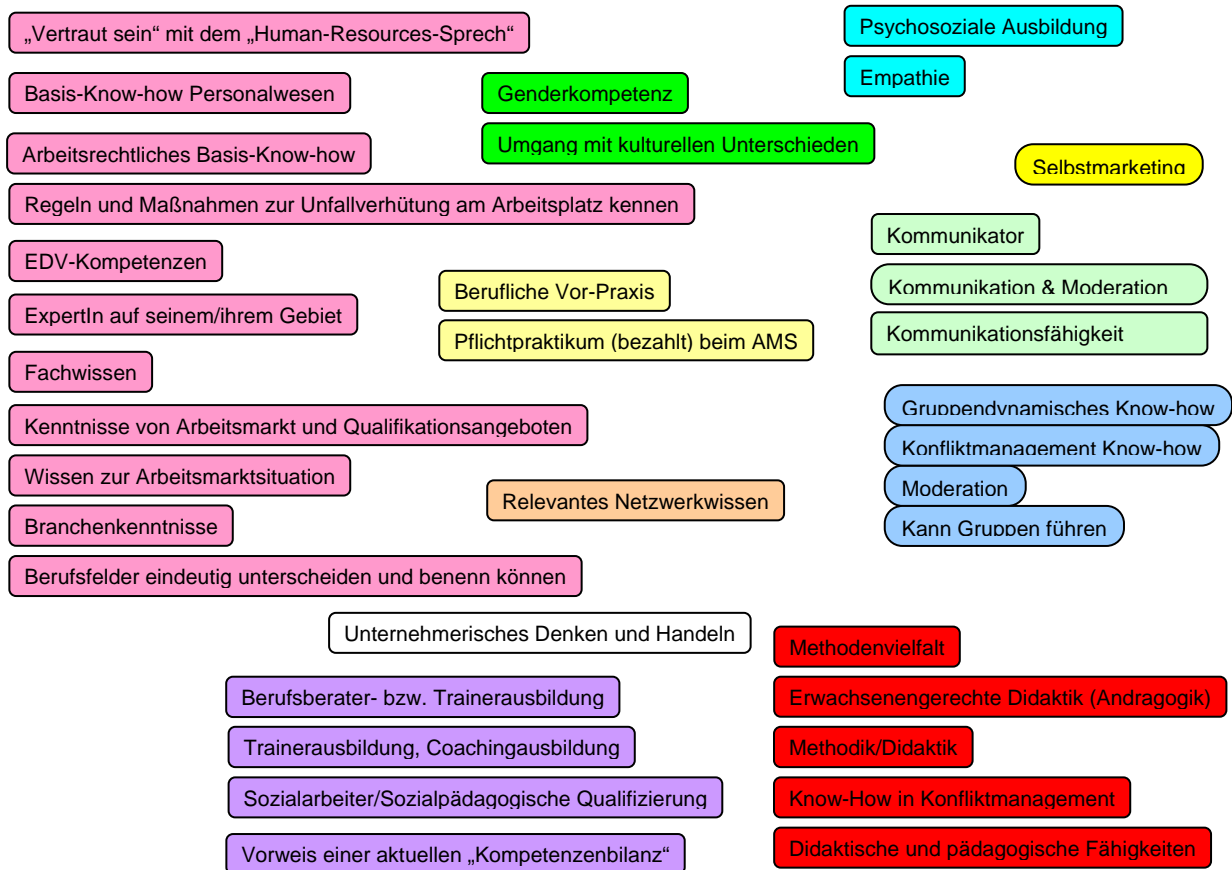 „Vertraut sein“ mit dem „Human-Resources-Sprech“
Psychosoziale Ausbildung
Empathie
Basis-Know-how Personalwesen
Genderkompetenz
Umgang mit kulturellen Unterschieden
Arbeitsrechtliches Basis-Know-how
Selbstmarketing
Regeln und Maßnahmen zur Unfallverhütung am Arbeitsplatz kennen
Kommunikator
EDV-Kompetenzen
Kommunikation & Moderation
Berufliche Vor-Praxis
ExpertIn auf seinem/ihrem Gebiet
Kommunikationsfähigkeit
Pflichtpraktikum (bezahlt) beim AMS
Fachwissen
Gruppendynamisches Know-how
Kenntnisse von Arbeitsmarkt und Qualifikationsangeboten
Konfliktmanagement Know-how
Wissen zur Arbeitsmarktsituation
Moderation
Relevantes Netzwerkwissen
Branchenkenntnisse
Kann Gruppen führen
Berufsfelder eindeutig unterscheiden und benenn können
Unternehmerisches Denken und Handeln
Methodenvielfalt
Berufsberater- bzw. Trainerausbildung
Erwachsenengerechte Didaktik (Andragogik)
Trainerausbildung, Coachingausbildung
Methodik/Didaktik
Sozialarbeiter/Sozialpädagogische Qualifizierung
Know-How in Konfliktmanagement
Vorweis einer aktuellen „Kompetenzenbilanz“
Didaktische und pädagogische Fähigkeiten